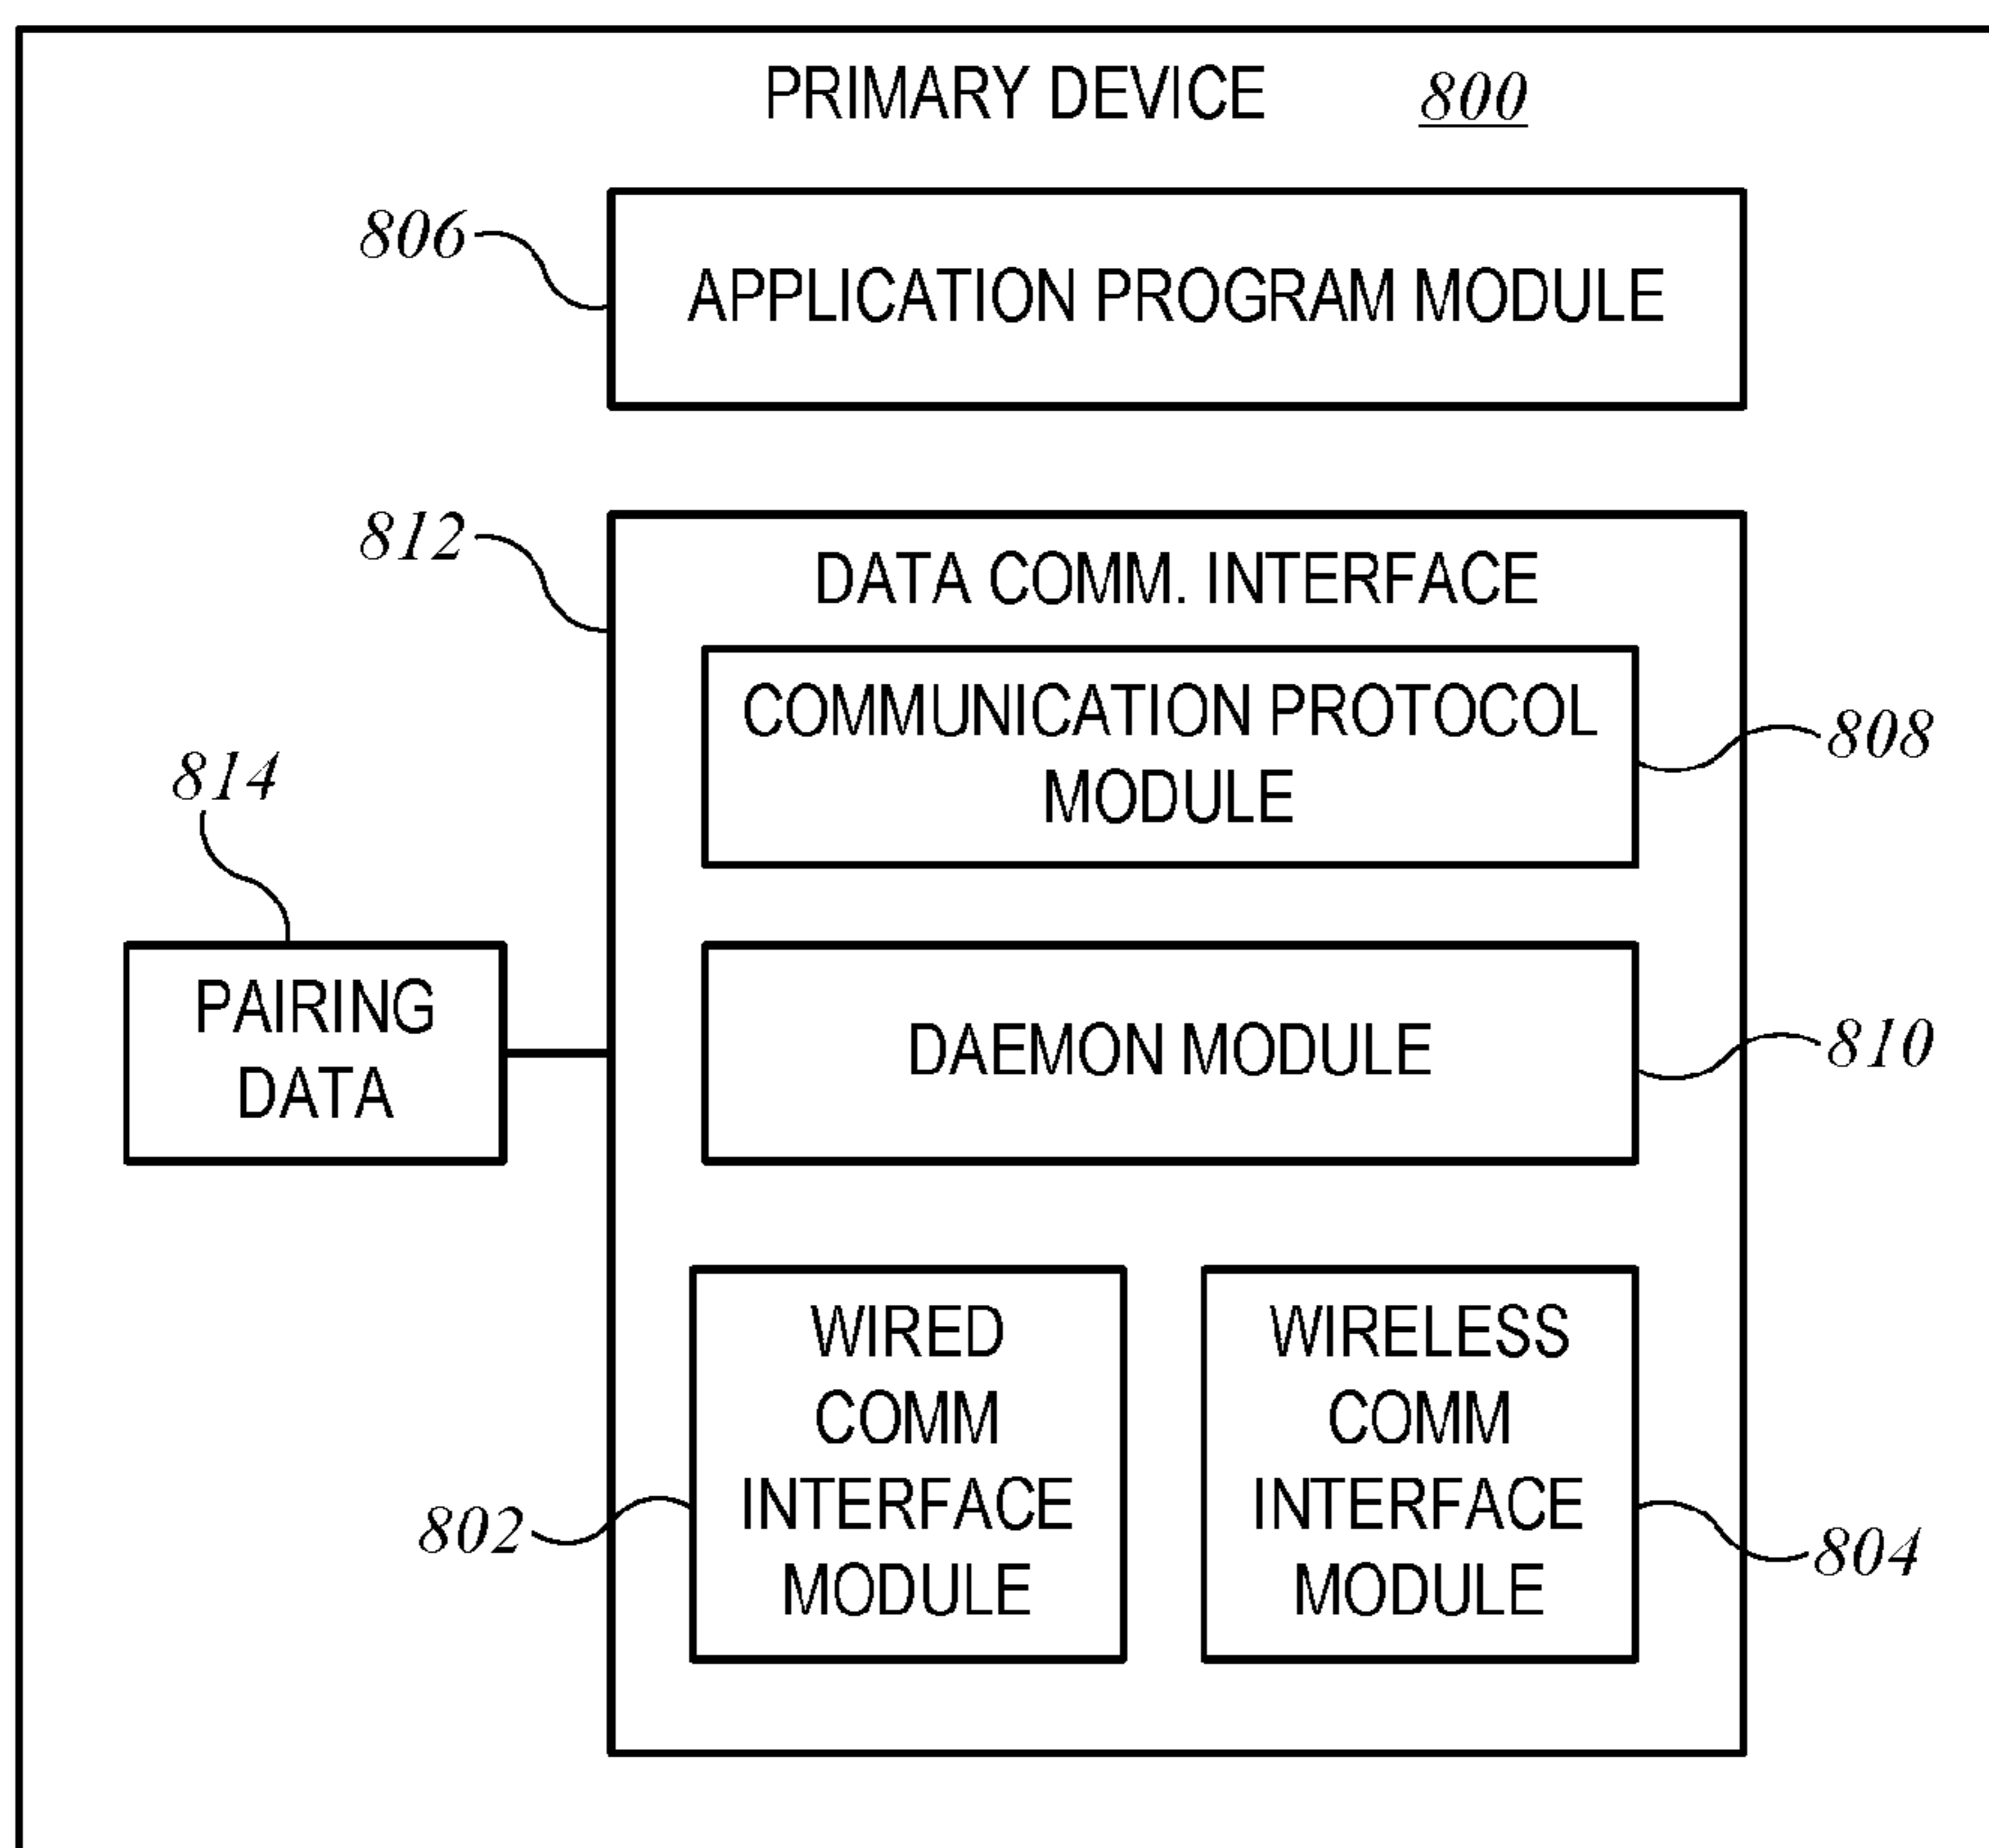 PRIMARY DEVICE 800
806
APPLICATION PROGRAM MODULE
812
DATA COMM. INTERFACE
COMMUNICATION PROTOCOL
MODULE
808
814
PAIRING
DATA
DAEMON MODULE
810
WIRED
COMM
INTERFACE
MODULE
802
WIRELESS
COMM
INTERFACE
MODULE
804